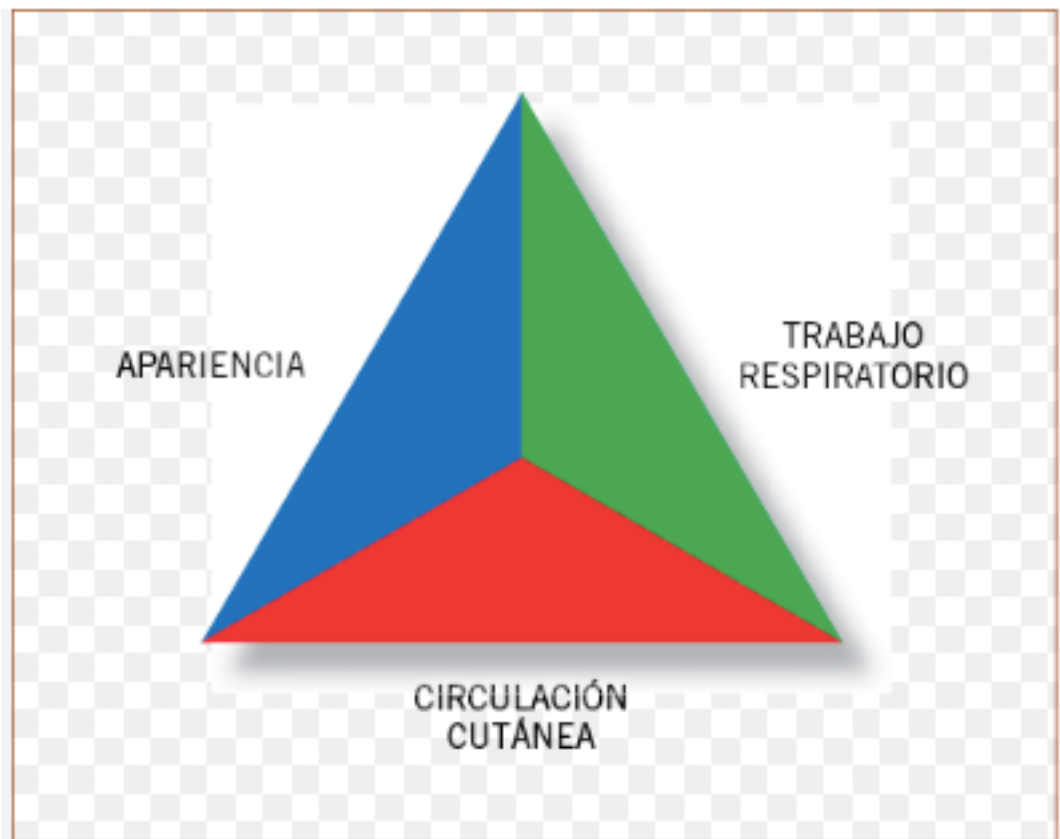 APARIENCIA
TRABAJO
RESPIRATORIO
CIRCULACIÓN
CUTÁNEA